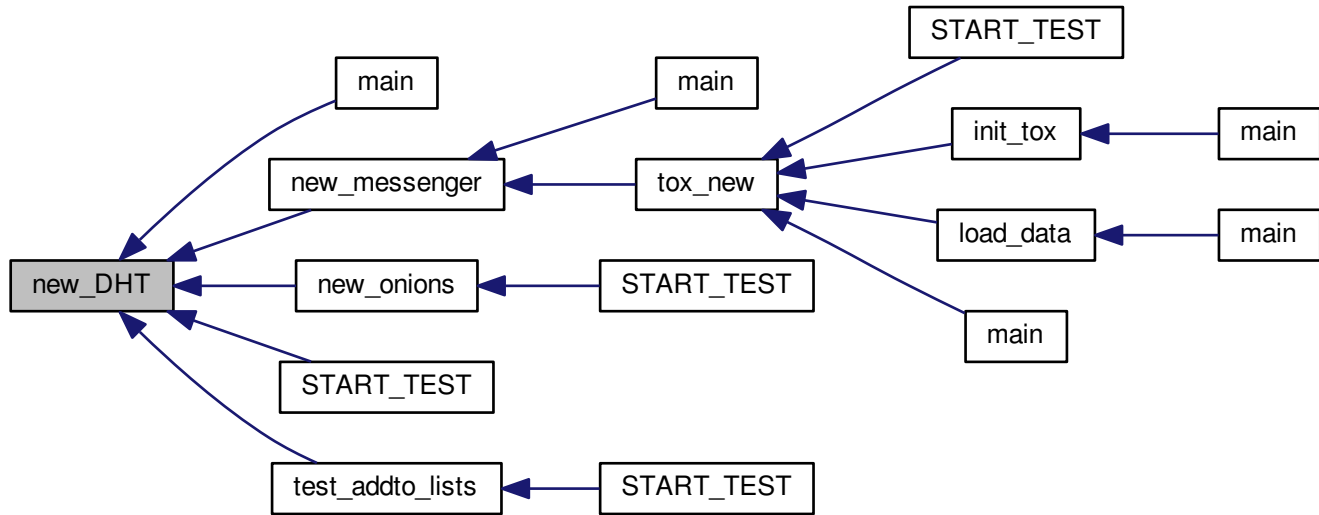 START_TEST
main
main
init_tox
main
new_messenger
tox_new
load_data
main
new_DHT
new_onions
START_TEST
main
START_TEST
test_addto_lists
START_TEST